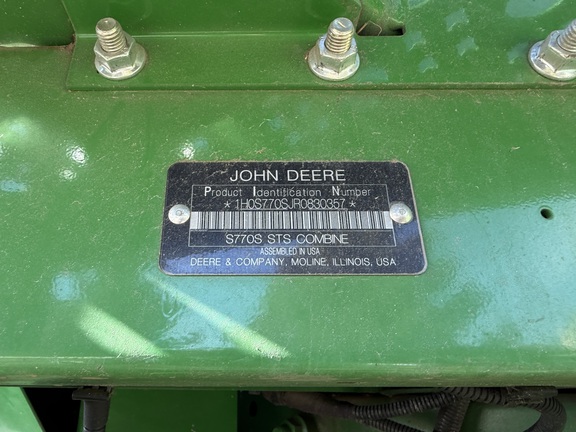 JOHN DEERE
Product Identification Number
*1H0S770SJR0830357*
S770S STS COMBINE
ASSEMBLED IN USA
DEERE & COMPANY, MOLINE, ILLINOIS, USA